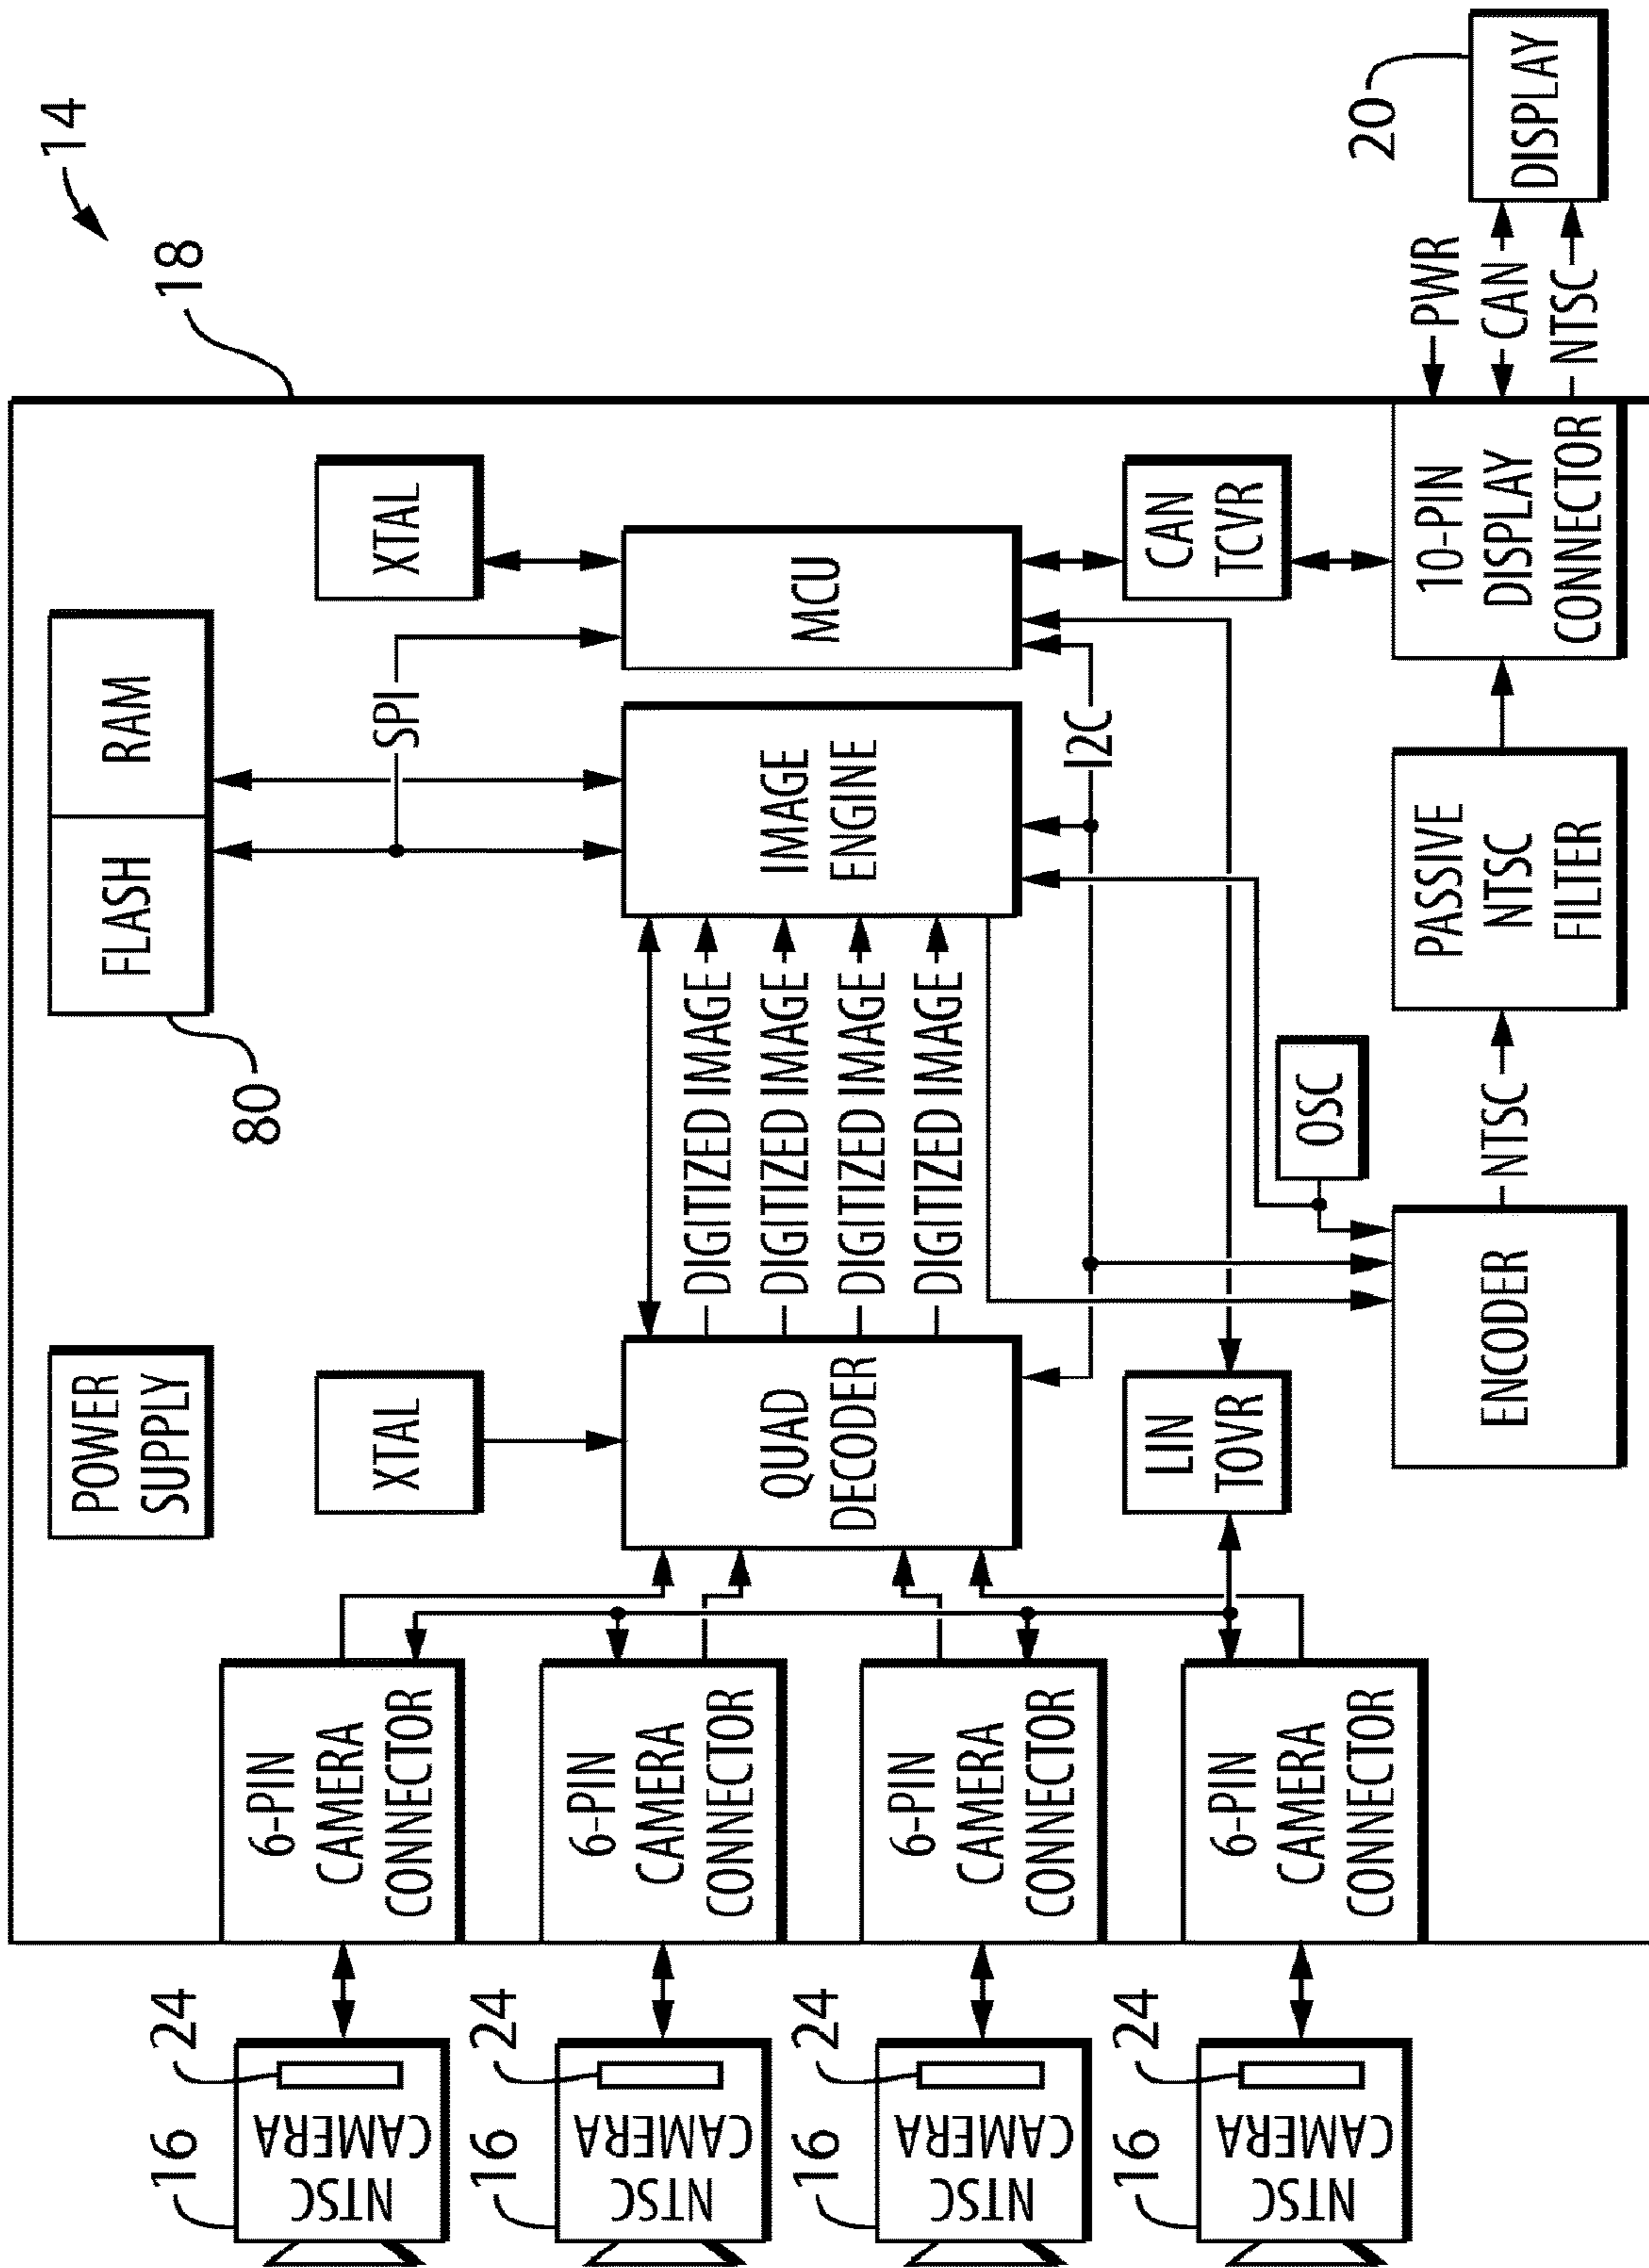 14
18
POWER
SUPPLY
FLASH
RAM
80
XTAL
XTAL
SPI
16
24
NTSC
CAMERA
6-PIN
CAMERA
CONNECTOR
16
24
NTSC
CAMERA
6-PIN
CAMERA
CONNECTOR
16
24
NTSC
CAMERA
6-PIN
CAMERA
CONNECTOR
16
24
NTSC
CAMERA
6-PIN
CAMERA
CONNECTOR
QUAD
DECODER
DIGITIZED IMAGE
DIGITIZED IMAGE
DIGITIZED IMAGE
DIGITIZED IMAGE
IMAGE
ENGINE
MCU
I2C
LIN
TOVR
CAN
TCVR
OSC
ENCODER
NTSC
PASSIVE
NTSC
FILTER
10-PIN
DISPLAY
CONNECTOR
PWR
CAN
NTSC
20
DISPLAY